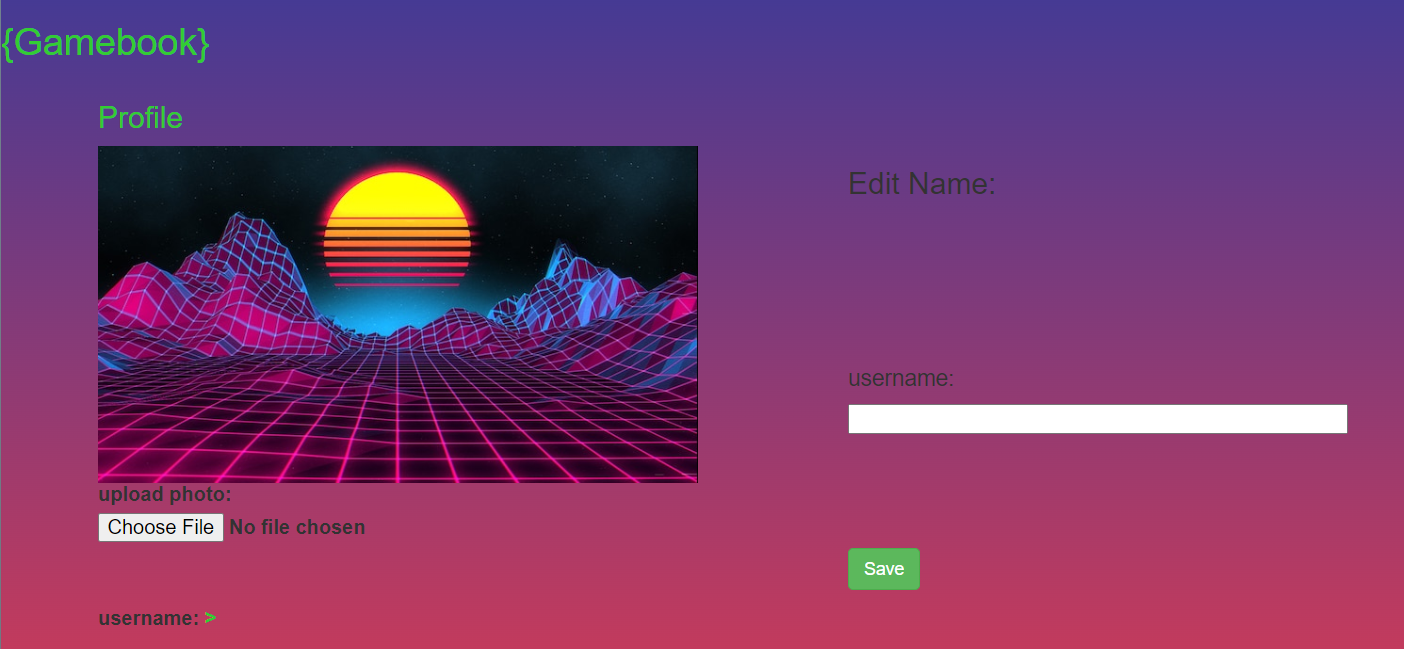 {Gamebook}
Profile
Edit Name:
username:
upload photo:
Choose File No file chosen
Save
username: >